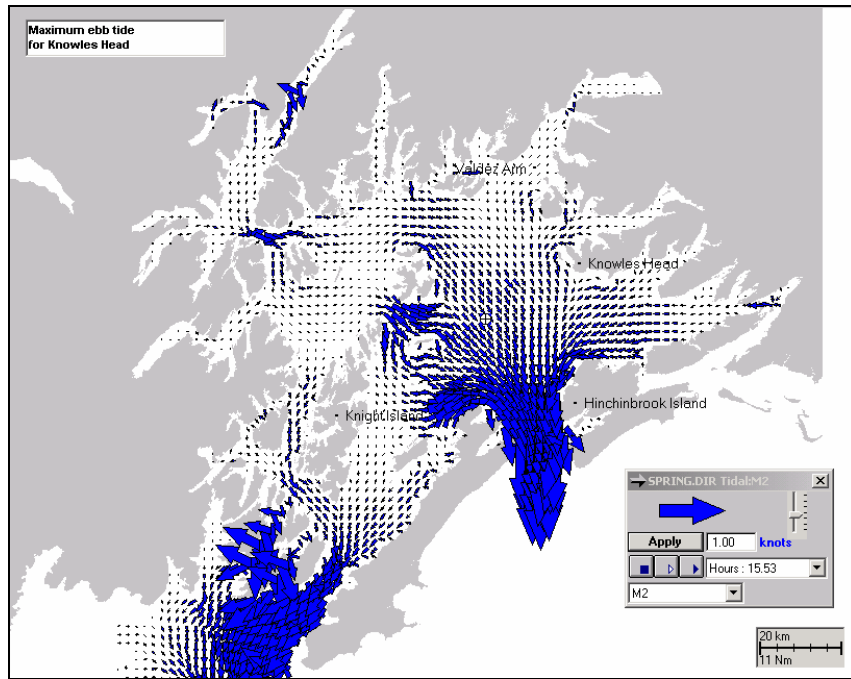 Maximum ebb tide
for Knowles Head
Valdez Arm
Knowles Head
Knight Island
Hinchinbrook Island
SPRING.DIR Tidal:M2
Apply
1.00
knots
Hours : 15.53
M2
20 km
11 Nm